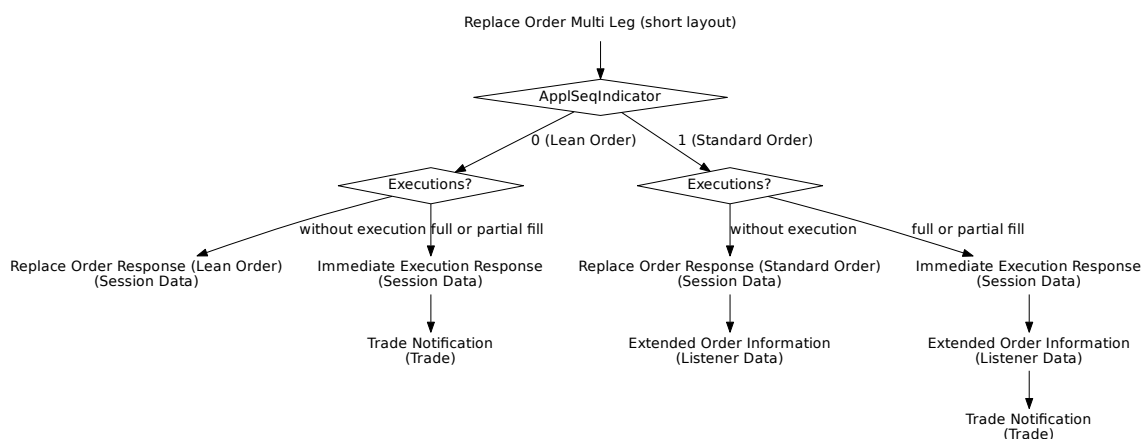 Replace Order Multi Leg (short layout)
ApplSeqIndicator
0 (Lean Order)
1 (Standard Order)
Executions?
Executions?
without execution
full or partial fill
without execution
full or partial fill
Replace Order Response (Lean Order)
(Session Data)
Immediate Execution Response
(Session Data)
Replace Order Response (Standard Order)
(Session Data)
Immediate Execution Response
(Session Data)
Trade Notification
(Trade)
Extended Order Information
(Listener Data)
Extended Order Information
(Listener Data)
Trade Notification
(Trade)